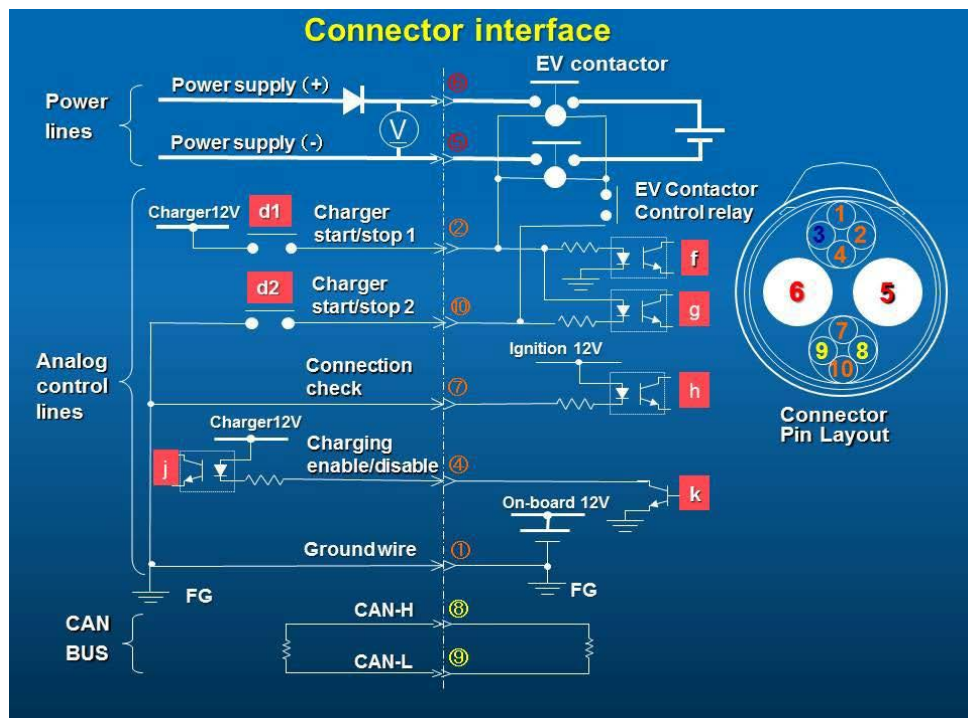 Connector interface
EV contactor
Power supply (+)
⑥
Power
lines
V
Power supply (-)
⑤
EV Contactor
Control relay
Charger12V
d1
Charger
start/stop 1
②
f
d2
Charger
start/stop 2
⑩
g
Analog
control
lines
Ignition 12V
Connection
check
⑦
h
Charger12V
Charging
enable/disable
④
j
k
On-board 12V
Ground wire
①
FG
FG
CAN
BUS
CAN-H
⑧
CAN-L
⑨
1
3 2
4
6 5
7
9 8
10
Connector
Pin Layout